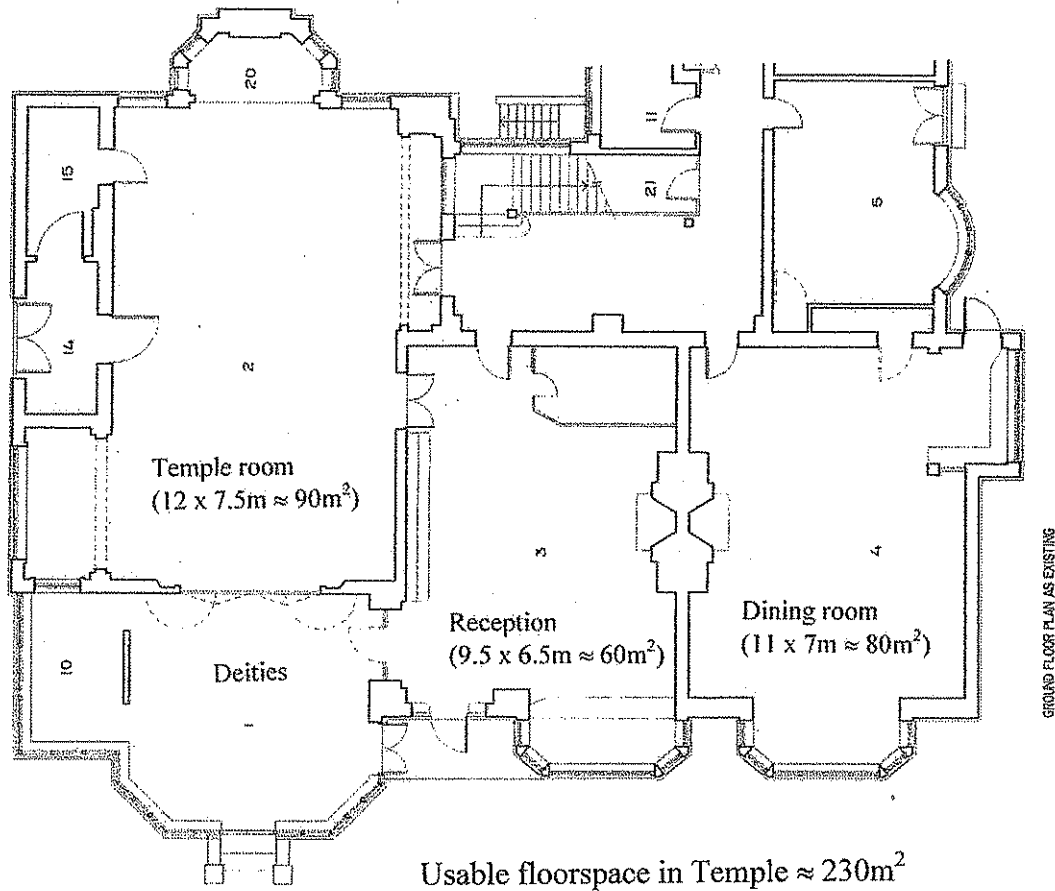 20
15
11
21
5
14
2
Temple room
(12 x 7.5m ≈ 90m²)
3
4
Reception
(9.5 x 6.5m ≈ 60m²)
Dining room
(11 x 7m ≈ 80m²)
10
Deities
1
GROUND FLOOR PLAN AS EXISTING
Usable floorspace in Temple ≈ 230m²